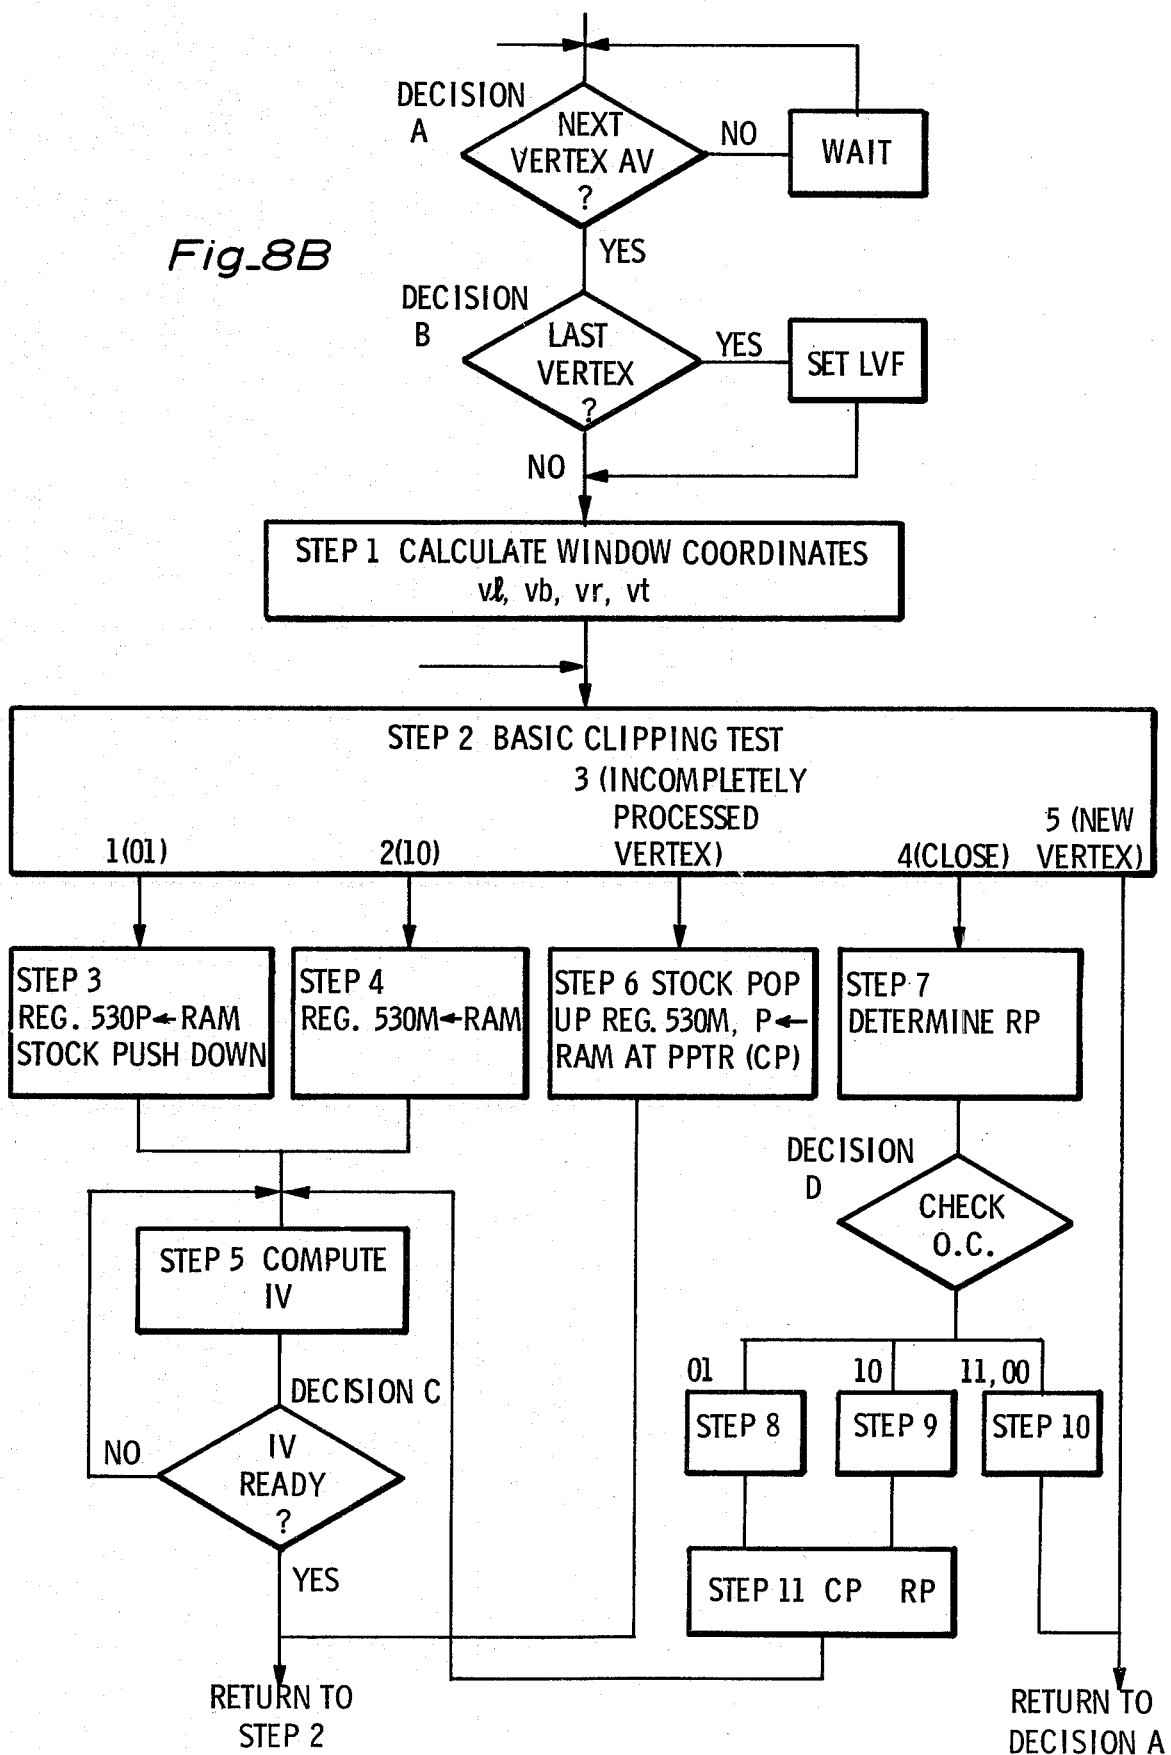 DECISION
A
NEXT
VERTEX AV
?
NO
WAIT
Fig_8B
YES
DECISION
B
LAST
VERTEX
?
YES
SET LVF
NO
STEP 1 CALCULATE WINDOW COORDINATES
vℓ, vb, vr, vt
STEP 2 BASIC CLIPPING TEST
1(01)
2(10)
3 (INCOMPLETELY
PROCESSED
VERTEX)
4(CLOSE)
5 (NEW
VERTEX)
STEP 3
REG. 530P←RAM
STOCK PUSH DOWN
STEP 4
REG. 530M←RAM
STEP 6 STOCK POP
UP REG. 530M, P←
RAM AT PPTR (CP)
STEP 7
DETERMINE RP
DECISION
D
CHECK
O.C.
STEP 5 COMPUTE
IV
DECISION C
IV
READY
?
NO
YES
01
10
11,00
STEP 8
STEP 9
STEP 10
STEP 11 CP RP
RETURN TO
STEP 2
RETURN TO
DECISION A